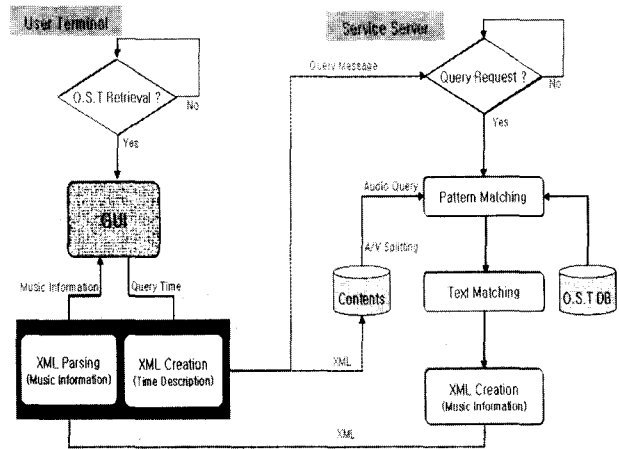 User Terminal
O.S.T Retrieval ?
No
Yes
GUI
Music Information
Query Time
XML Parsing
(Music Information)
XML Creation
(Time Description)
Service Server
Query Message
Query Request ?
No
Yes
Audio Query
Pattern Matching
A/V Splitting
Contents
Text Matching
O.S.T DB
XML
XML Creation
(Music Information)
XML